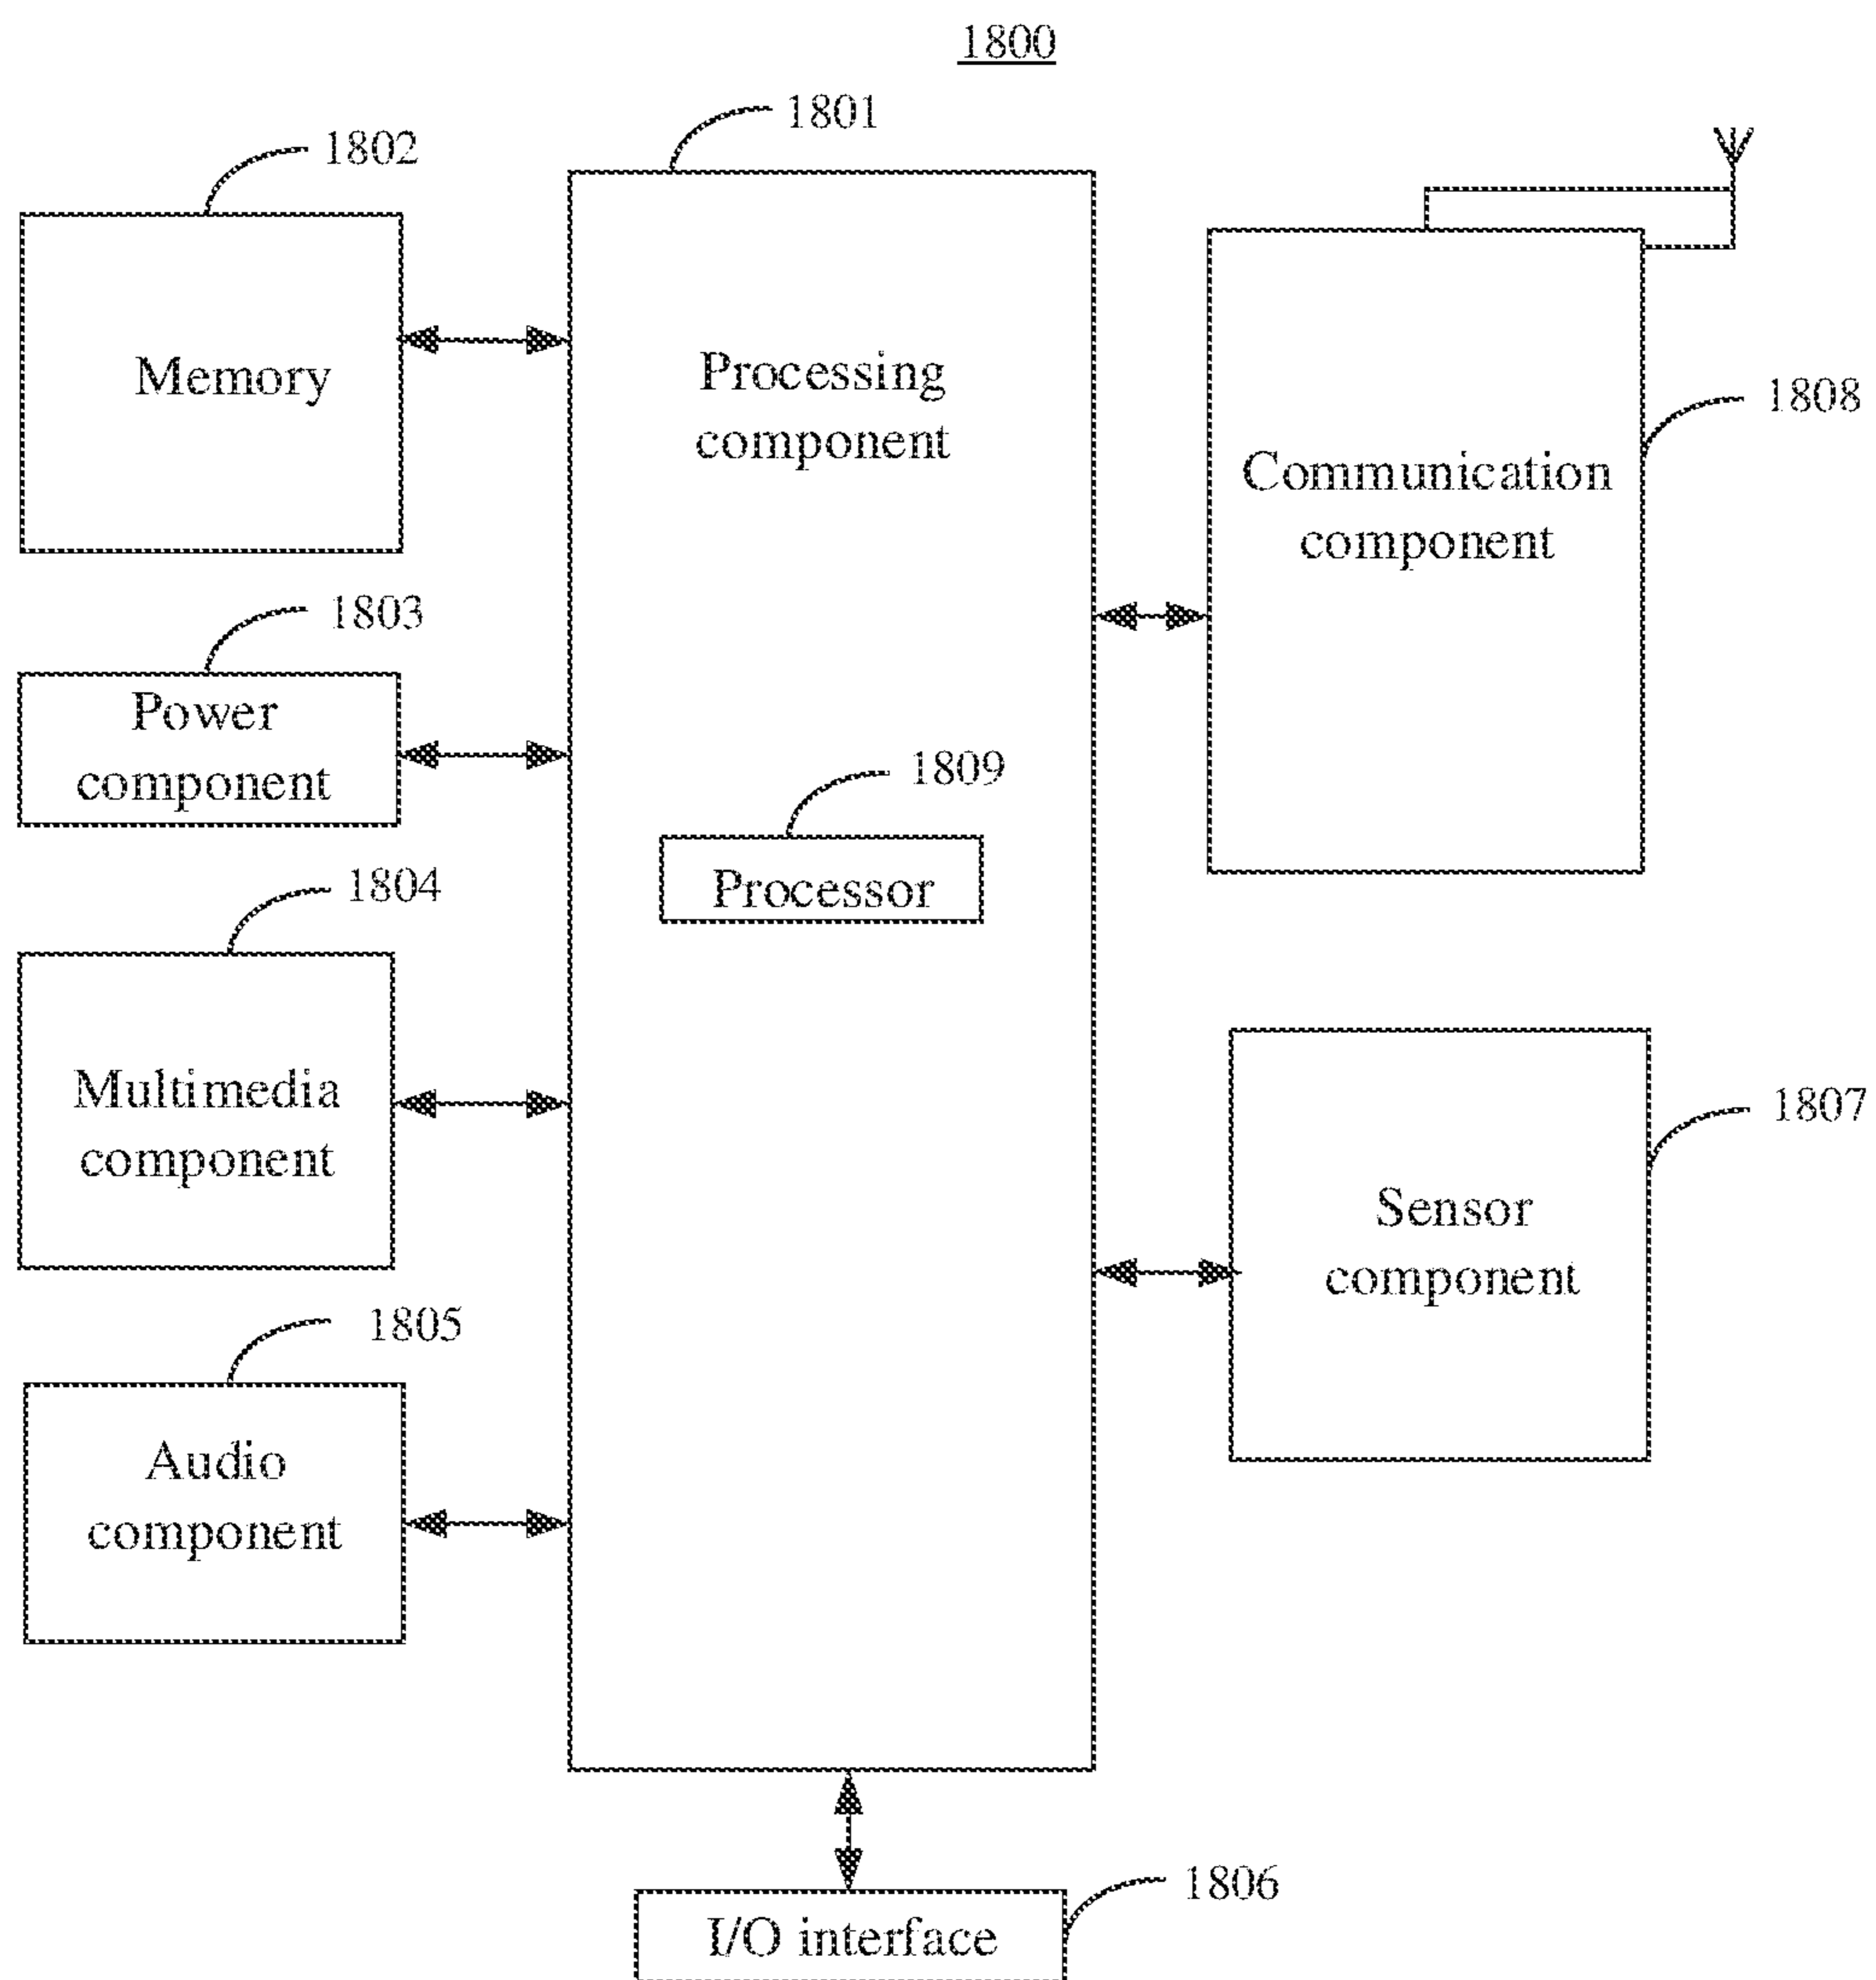 1800
1801
1802
Memory
Processing
component
1808
Communication
component
1803
Power
component
1809
Processor
1804
Multimedia
component
1807
Sensor
component
1805
Audio
component
1806
I/O interface